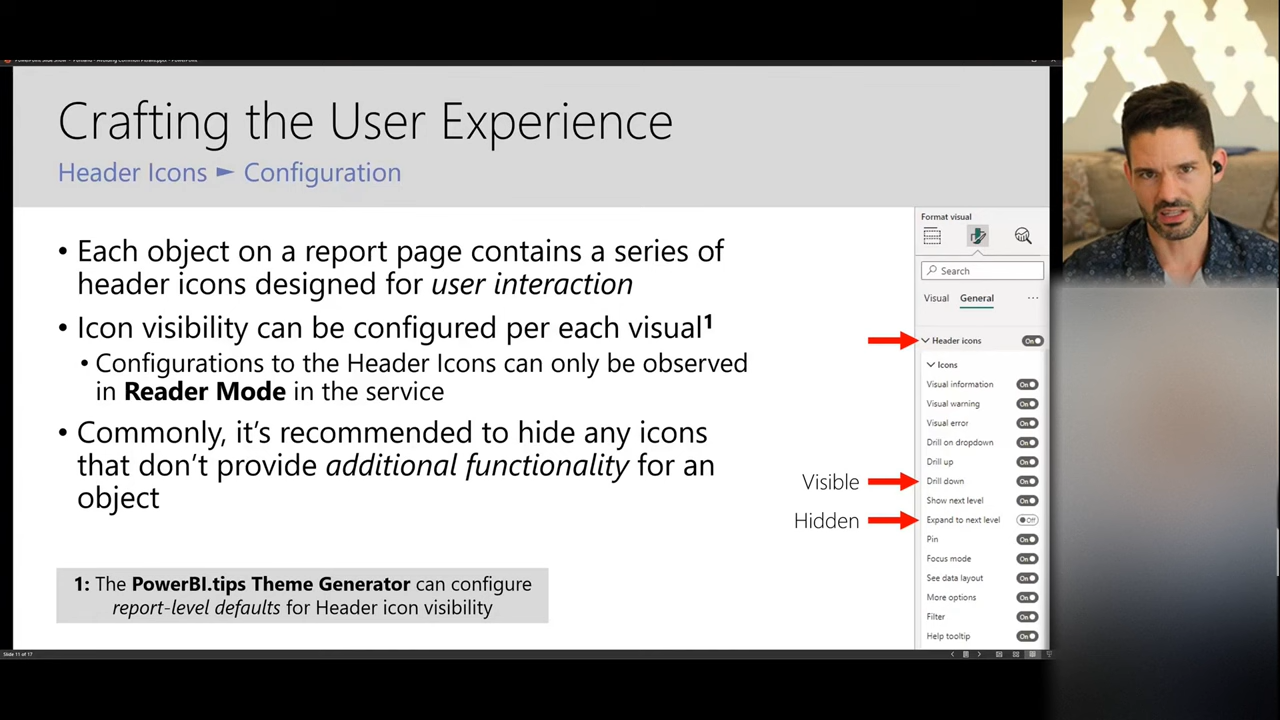 Crafting the User Experience
Header Icons ► Configuration
• Each object on a report page contains a series of
header icons designed for user interaction
• Icon visibility can be configured per each visual1
• Configurations to the Header Icons can only be observed
in Reader Mode in the service
• Commonly, it's recommended to hide any icons
that don't provide additional functionality for an
object
1: The PowerBI.tips Theme Generator can configure
report-level defaults for Header icon visibility
Visible
Hidden
Format visual
Search
Visual General ...
Header icons On
Icons
Visual information On
Visual warning On
Visual error On
Drill on dropdown On
Drill up On
Drill down On
Show next level On
Expand to next level Off
Pin On
Focus mode On
See data layout On
More options On
Filter On
Help tooltip On
Slide 11 of 17